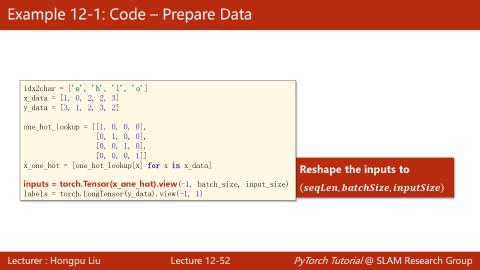 Example 12-1: Code – Prepare Data
idx2char = ['e', 'h', 'l', 'o']
x_data = [1, 0, 2, 2, 3]
y_data = [3, 1, 2, 3, 2]
one_hot_lookup = [[1, 0, 0, 0],
[0, 1, 0, 0],
[0, 0, 1, 0],
[0, 0, 0, 1]]
x_one_hot = [one_hot_lookup[x] for x in x_data]
inputs = torch.Tensor(x_one_hot).view(-1, batch_size, input_size)
labels = torch.LongTensor(y_data).view(-1, 1)
Reshape the inputs to
(seqLen, batchSize, inputSize)
Lecturer : Hongpu Liu
Lecture 12-52
PyTorch Tutorial @ SLAM Research Group